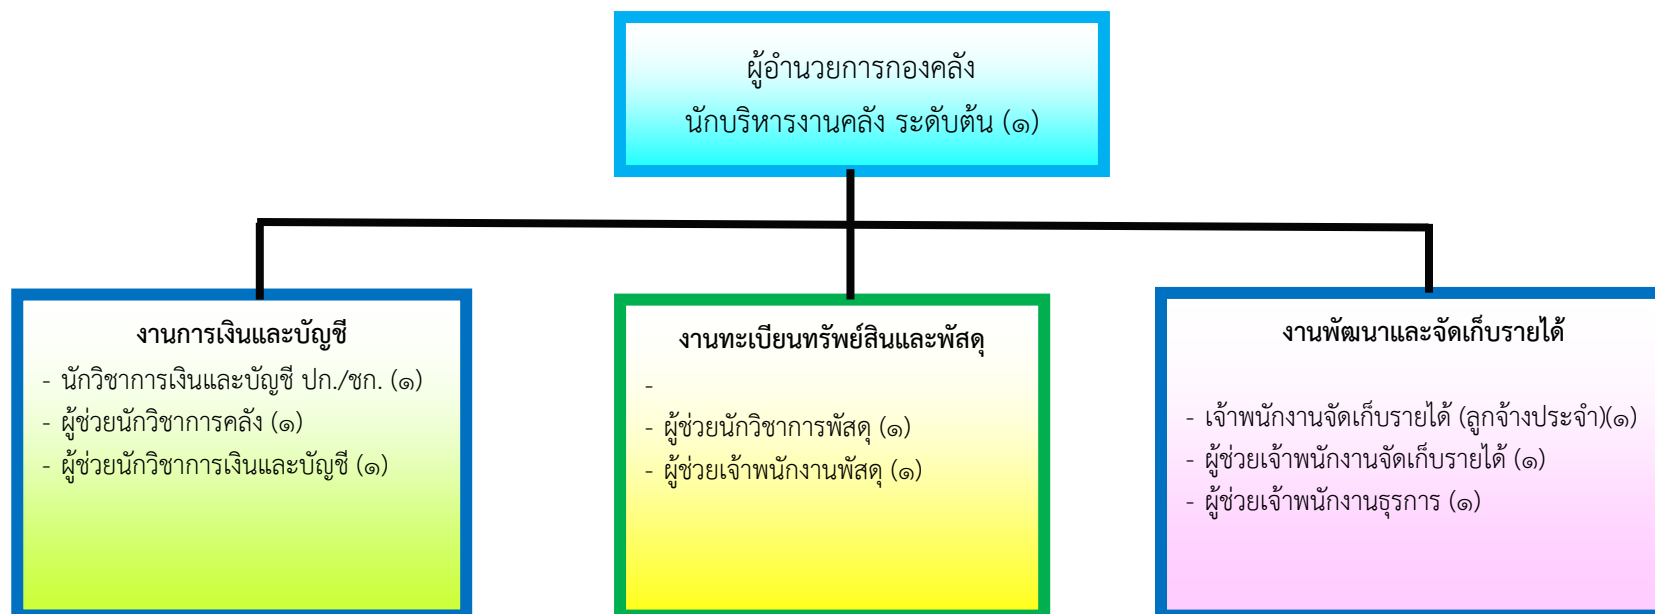 ผู้อำนวยการกองคลัง
นักบริหารงานคลัง ระดับต้น (๑)
งานการเงินและบัญชี
- นักวิชาการเงินและบัญชี ปก./ชก. (๑)
- ผู้ช่วยนักวิชาการคลัง (๑)
- ผู้ช่วยนักวิชาการเงินและบัญชี (๑)
งานทะเบียนทรัพย์สินและพัสดุ
-
- ผู้ช่วยนักวิชาการพัสดุ (๑)
- ผู้ช่วยเจ้าพนักงานพัสดุ (๑)
งานพัฒนาและจัดเก็บรายได้
- เจ้าพนักงานจัดเก็บรายได้ (ลูกจ้างประจำ)(๑)
- ผู้ช่วยเจ้าพนักงานจัดเก็บรายได้ (๑)
- ผู้ช่วยเจ้าพนักงานธุรการ (๑)